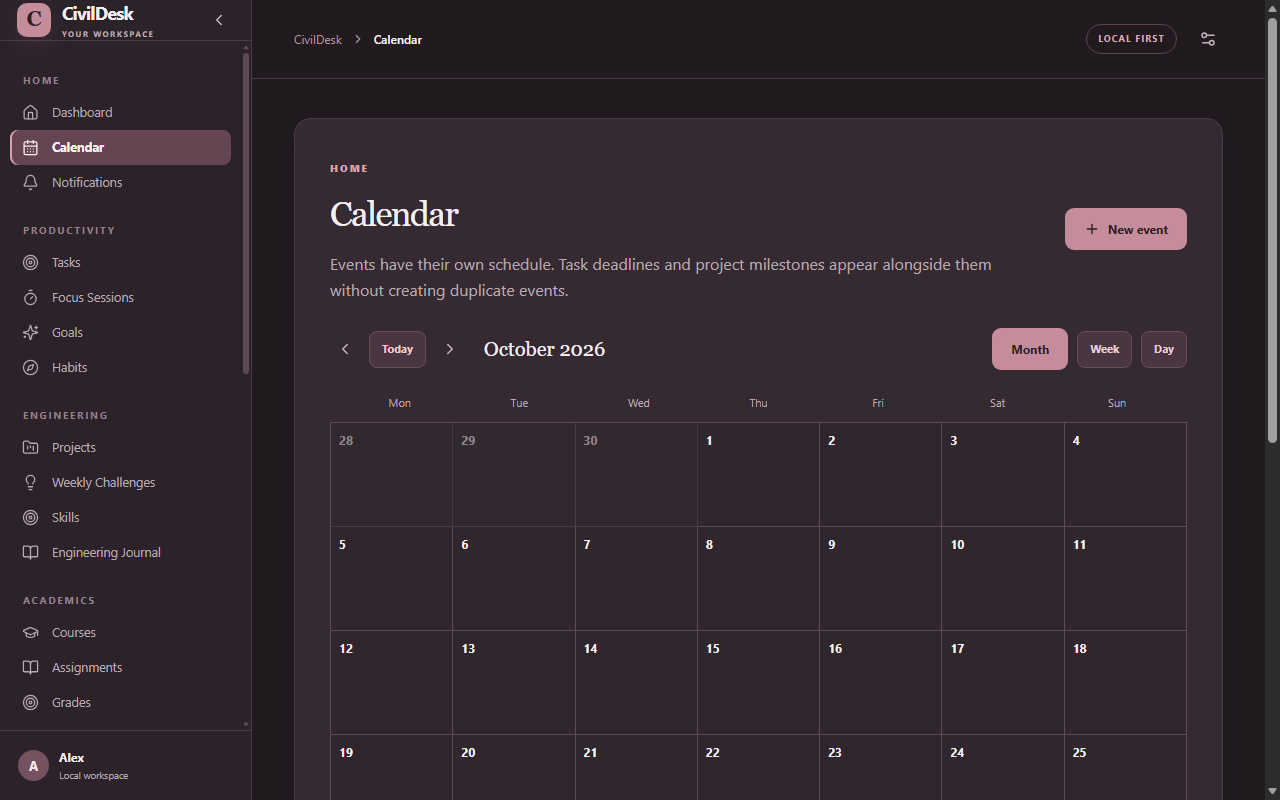 C
CivilDesk
YOUR WORKSPACE
HOME
Dashboard
Calendar
Notifications
PRODUCTIVITY
Tasks
Focus Sessions
Goals
Habits
ENGINEERING
Projects
Weekly Challenges
Skills
Engineering Journal
ACADEMICS
Courses
Assignments
Grades
A
Alex
Local workspace
CivilDesk > Calendar
LOCAL FIRST
HOME
Calendar
New event
Events have their own schedule. Task deadlines and project milestones appear alongside them
without creating duplicate events.
Today
October 2026
Month Week Day
Mon Tue Wed Thu Fri Sat Sun
28 29 30 1 2 3 4
5 6 7 8 9 10 11
12 13 14 15 16 17 18
19 20 21 22 23 24 25